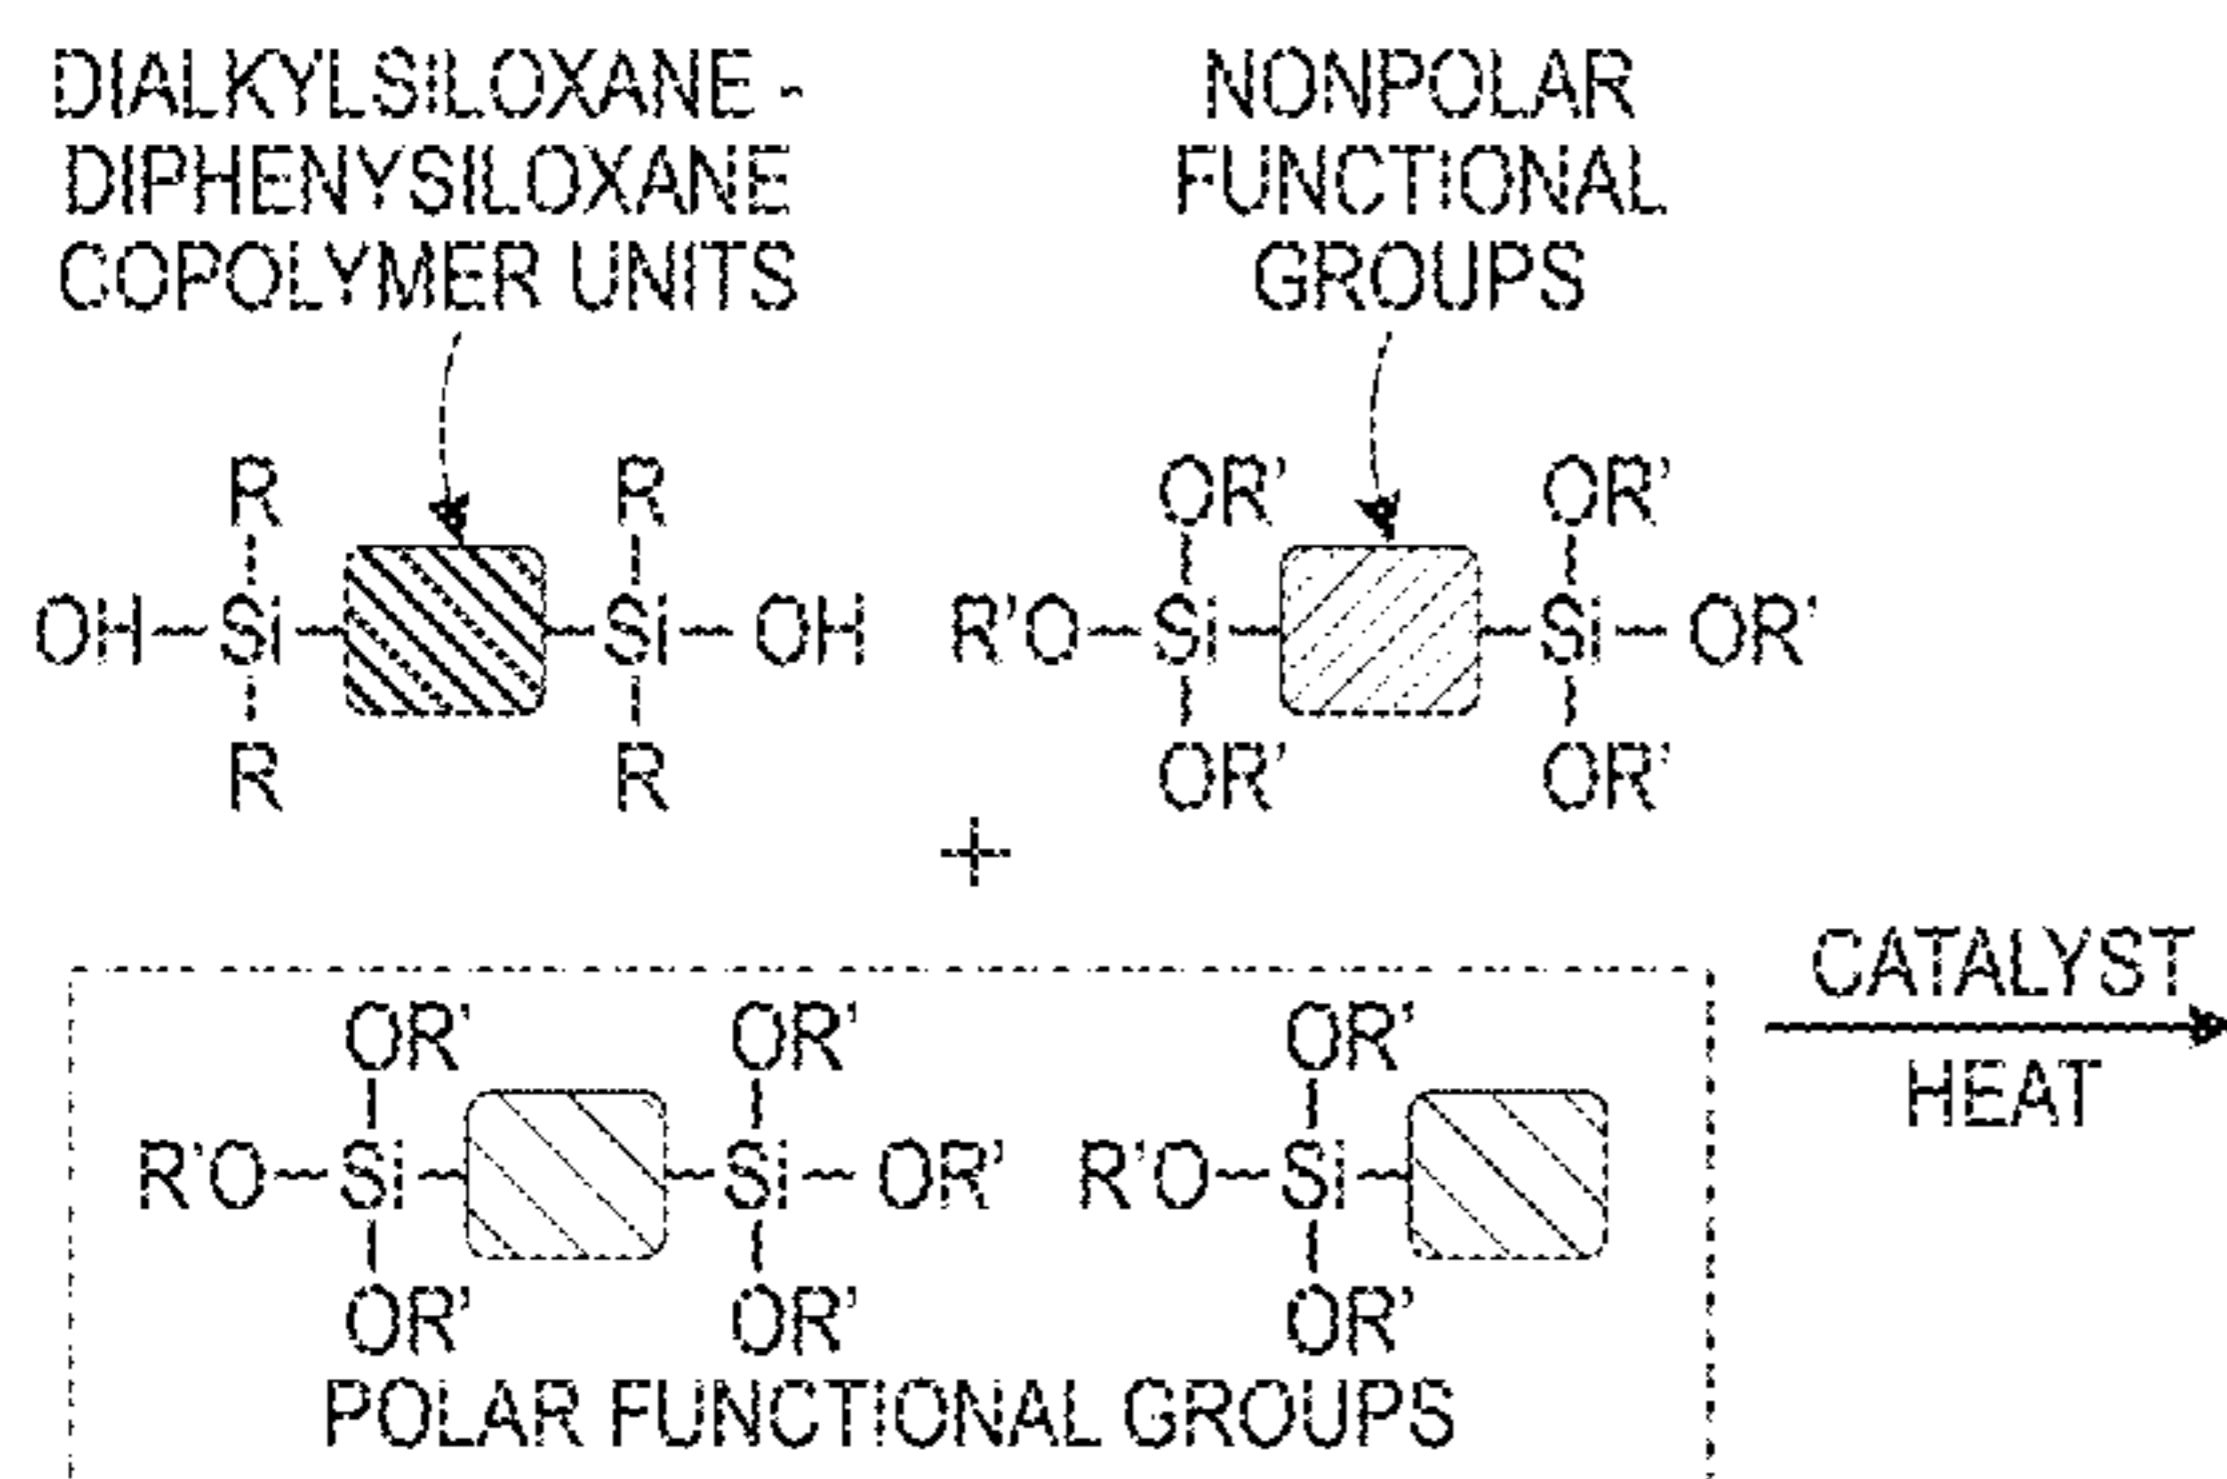 DIALKYLSILOXANE -
DIPHENYSILOXANE
COPOLYMER UNITS
NONPOLAR
FUNCTIONAL
GROUPS
R R OR' OR'
OH Si Si OH R'O Si Si OR'
R R OR' OR'
+
CATALYST
HEAT
OR' OR' OR'
R'O Si Si OR' R'O Si
OR' OR' OR'
POLAR FUNCTIONAL GROUPS